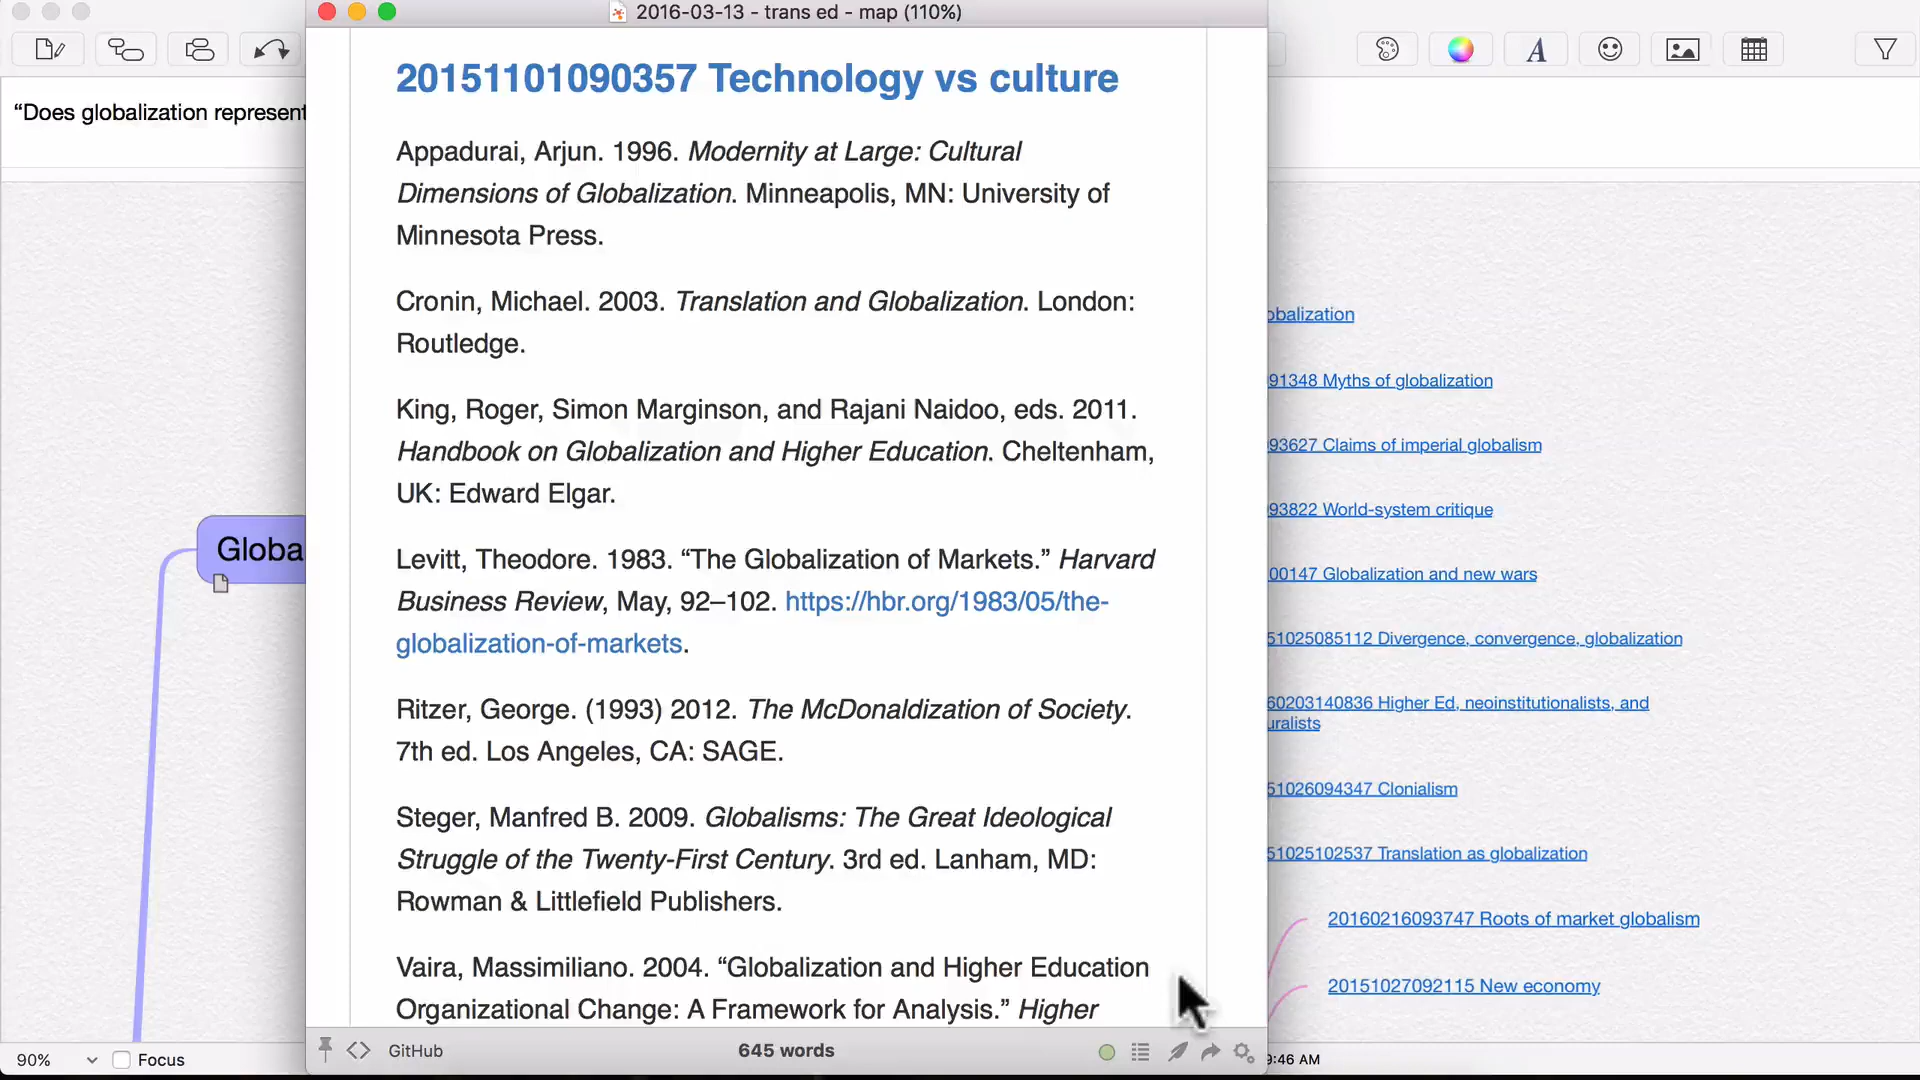 2016-03-13 - trans ed - map (110%)
“Does globalization represent
20151101090357 Technology vs culture
Appadurai, Arjun. 1996. Modernity at Large: Cultural
Dimensions of Globalization. Minneapolis, MN: University of
Minnesota Press.
Cronin, Michael. 2003. Translation and Globalization. London:
Routledge.
King, Roger, Simon Marginson, and Rajani Naidoo, eds. 2011.
Handbook on Globalization and Higher Education. Cheltenham,
UK: Edward Elgar.
Levitt, Theodore. 1983. “The Globalization of Markets.” Harvard
Business Review, May, 92–102. https://hbr.org/1983/05/the-
globalization-of-markets.
Ritzer, George. (1993) 2012. The McDonaldization of Society.
7th ed. Los Angeles, CA: SAGE.
Steger, Manfred B. 2009. Globalisms: The Great Ideological
Struggle of the Twenty-First Century. 3rd ed. Lanham, MD:
Rowman & Littlefield Publishers.
Vaira, Massimiliano. 2004. “Globalization and Higher Education
Organizational Change: A Framework for Analysis.” Higher
GitHub
645 words
Globa
90%
Focus
obalization
91348 Myths of globalization
93627 Claims of imperial globalism
93822 World-system critique
00147 Globalization and new wars
51025085112 Divergence, convergence, globalization
60203140836 Higher Ed, neoinstitutionalists, and
uralists
51026094347 Clonialism
51025102537 Translation as globalization
20160216093747 Roots of market globalism
20151027092115 New economy
9:46 AM